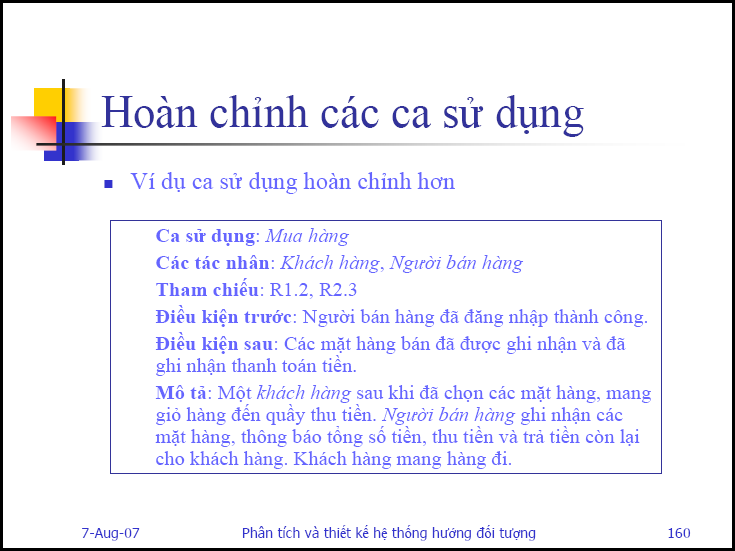 Hoàn chỉnh các ca sử dụng
Ví dụ ca sử dụng hoàn chỉnh hơn
Ca sử dụng: Mua hàng
Các tác nhân: Khách hàng, Người bán hàng
Tham chiếu: R1.2, R2.3
Điều kiện trước: Người bán hàng đã đăng nhập thành công.
Điều kiện sau: Các mặt hàng bán đã được ghi nhận và đã
ghi nhận thanh toán tiền.
Mô tả: Một khách hàng sau khi đã chọn các mặt hàng, mang
giỏ hàng đến quầy thu tiền. Người bán hàng ghi nhận các
mặt hàng, thông báo tổng số tiền, thu tiền và trả tiền còn lại
cho khách hàng. Khách hàng mang hàng đi.
7-Aug-07 Phân tích và thiết kế hệ thống hướng đối tượng 160